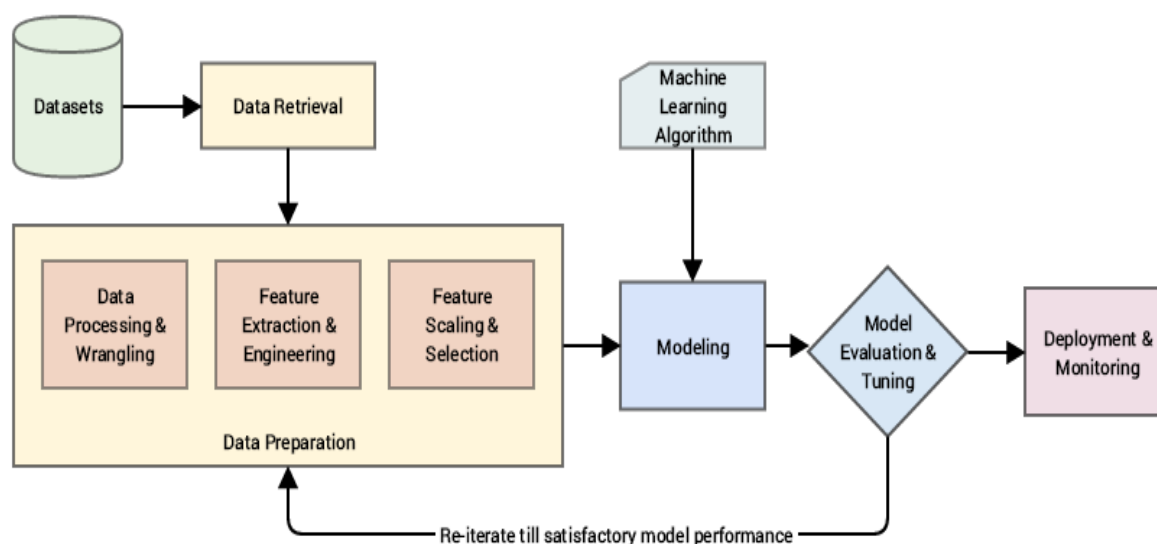 Datasets
Data Retrieval
Machine
Learning
Algorithm
Data
Processing &
Wrangling
Feature
Extraction &
Engineering
Feature
Scaling &
Selection
Data Preparation
Modeling
Model
Evaluation &
Tuning
Deployment &
Monitoring
Re-iterate till satisfactory model performance